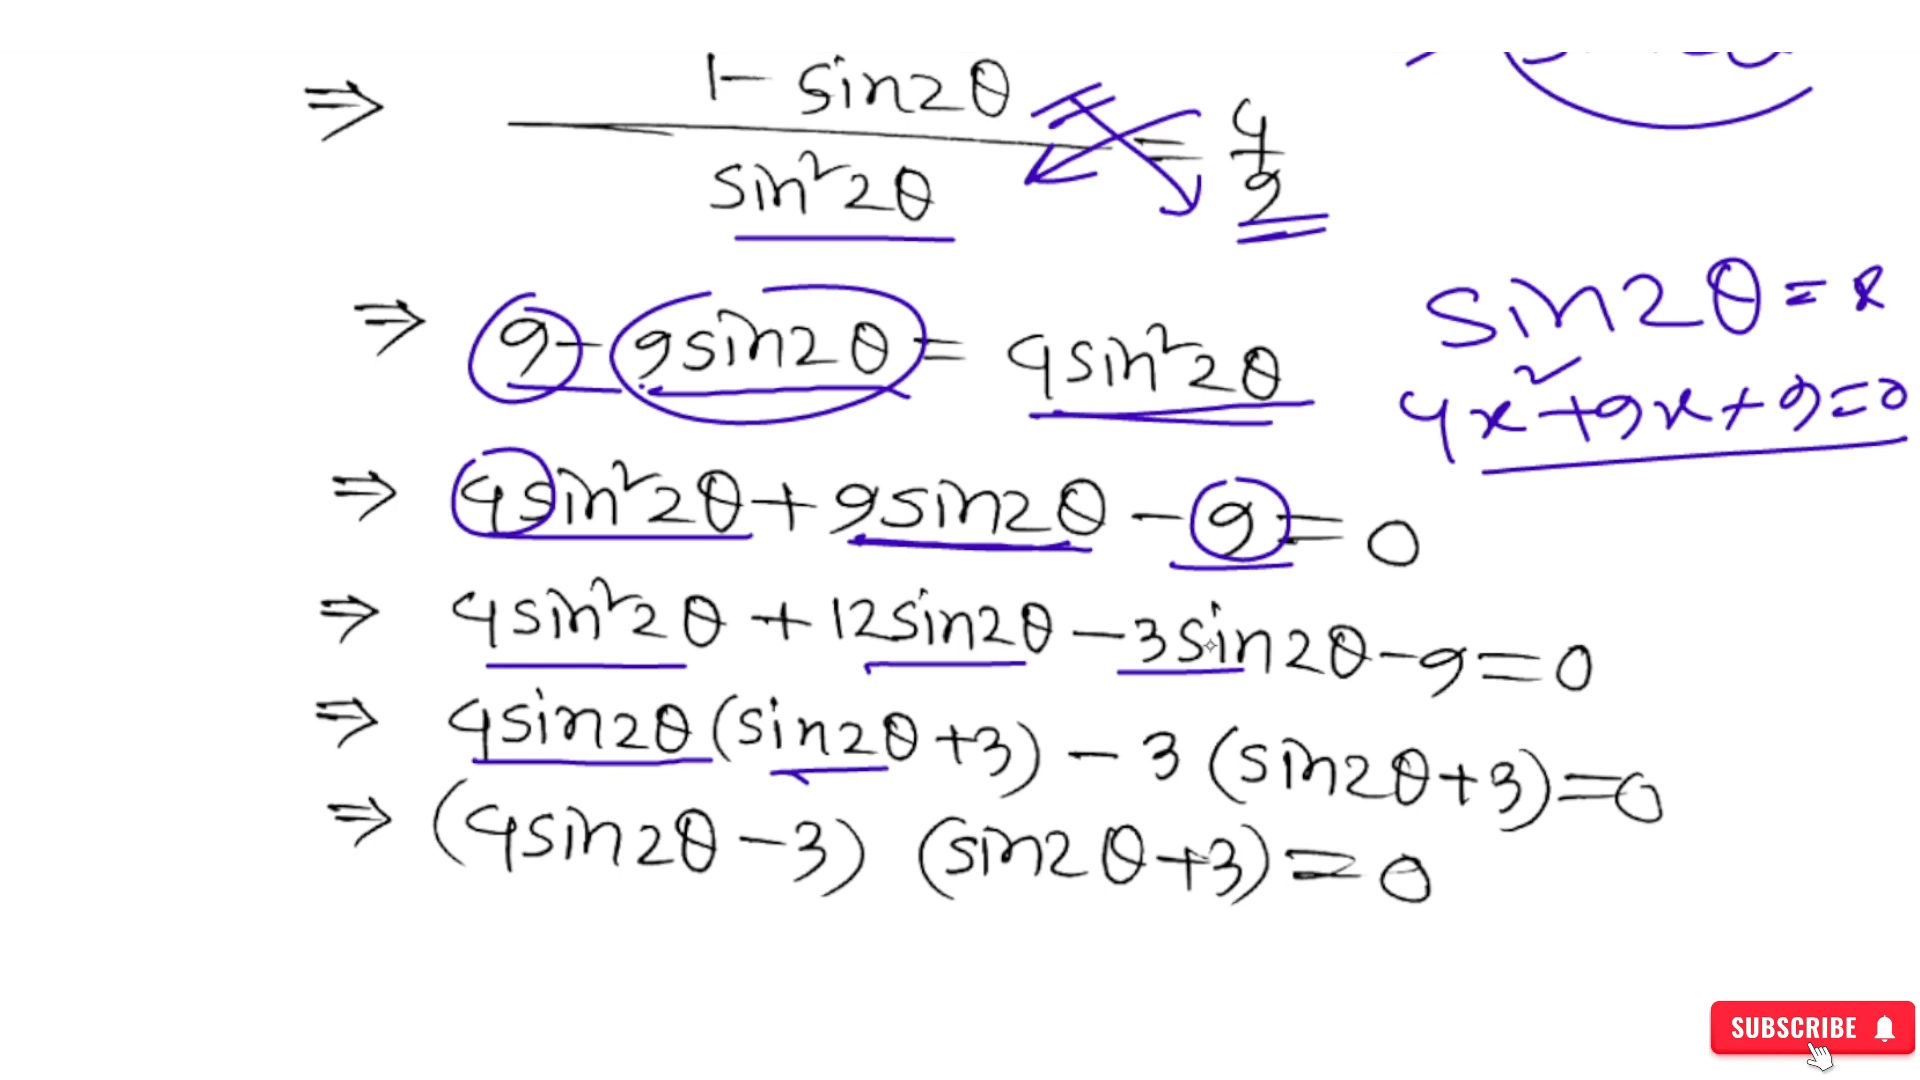 ⇒ 1 - sin2θ / sin²2θ = 4/9
⇒ 9 - 9sin2θ = 4sin²2θ
sin2θ = x
4x² + 9x + 9 = 0
⇒ 4sin²2θ + 9sin2θ - 9 = 0
⇒ 4sin²2θ + 12sin2θ - 3sin2θ - 9 = 0
⇒ 4sin2θ (sin2θ + 3) - 3 (sin2θ + 3) = 0
⇒ (4sin2θ - 3) (sin2θ + 3) = 0
SUBSCRIBE